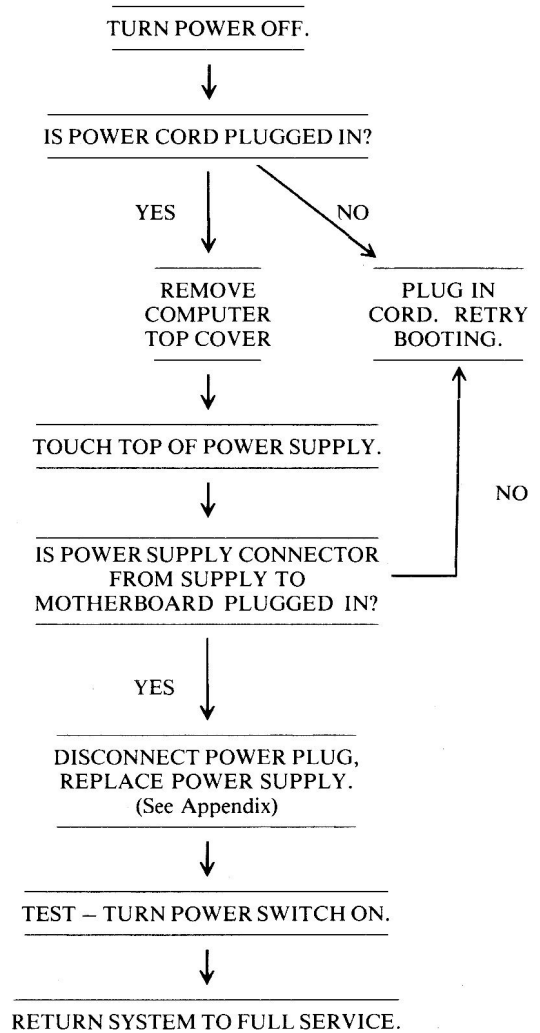 TURN POWER OFF.
IS POWER CORD PLUGGED IN?
YES
NO
REMOVE
COMPUTER
TOP COVER
PLUG IN
CORD. RETRY
BOOTING.
TOUCH TOP OF POWER SUPPLY.
NO
IS POWER SUPPLY CONNECTOR
FROM SUPPLY TO
MOTHERBOARD PLUGGED IN?
YES
DISCONNECT POWER PLUG,
REPLACE POWER SUPPLY.
(See Appendix)
TEST – TURN POWER SWITCH ON.
RETURN SYSTEM TO FULL SERVICE.